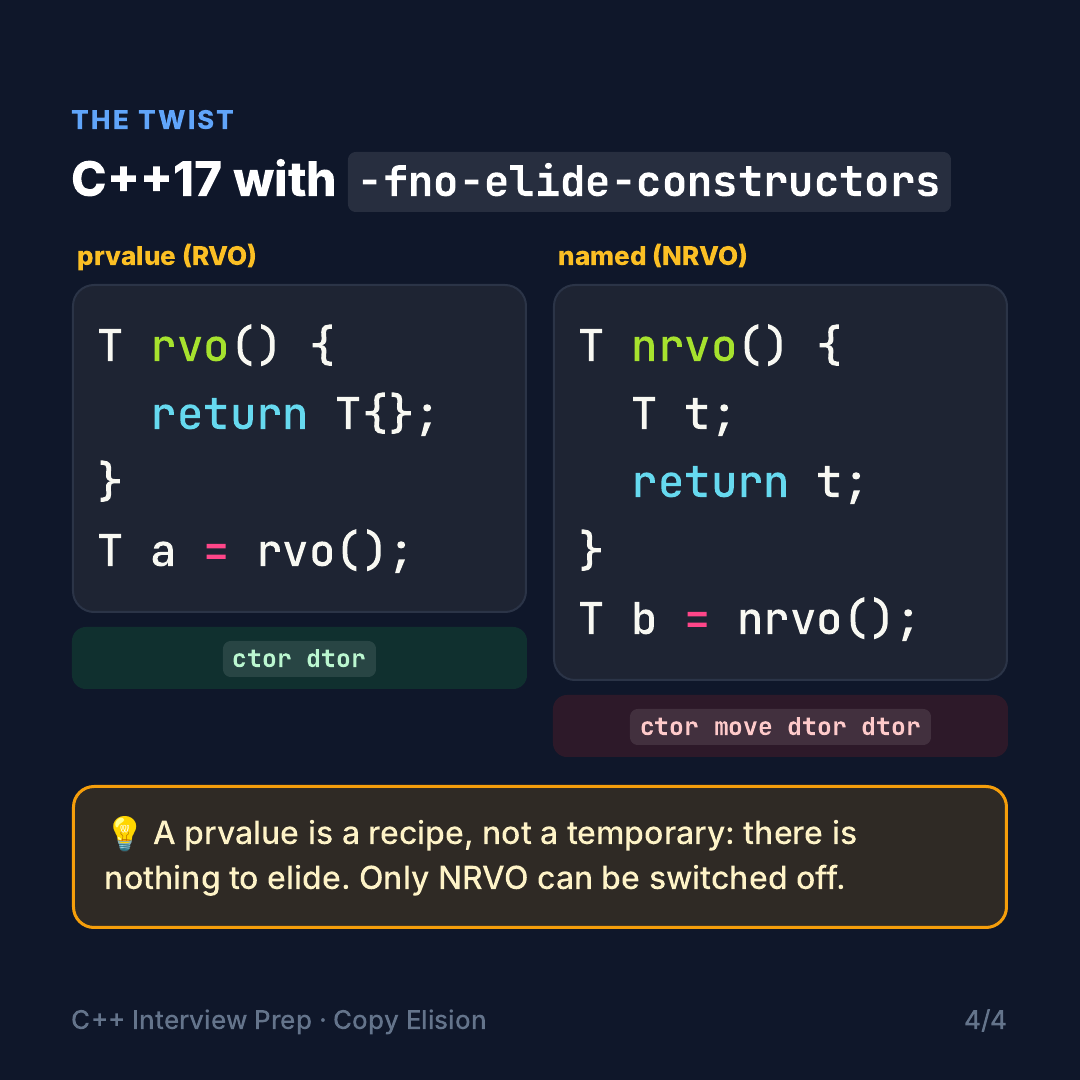 THE TWIST
C++17 with -fno-elide-constructors
prvalue (RVO)
T rvo() {
  return T{};
}
T a = rvo();
ctor dtor
named (NRVO)
T nrvo() {
  T t;
  return t;
}
T b = nrvo();
ctor move dtor dtor
💡 A prvalue is a recipe, not a temporary: there is
nothing to elide. Only NRVO can be switched off.
C++ Interview Prep · Copy Elision
4/4